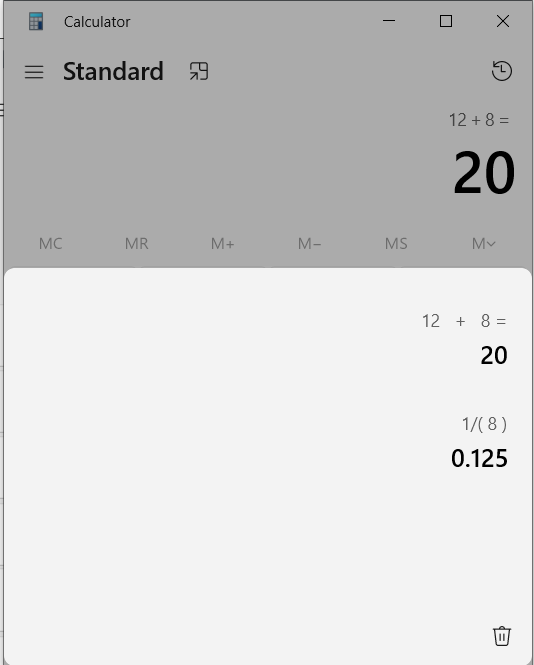 Calculator
Standard
12 + 8 =
20
MC MR M+ M− MS M
12 + 8 =
20
1/( 8 )
0.125